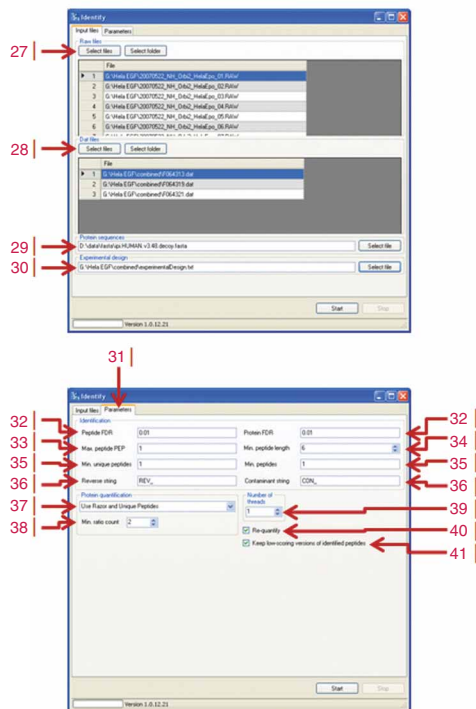 Identify
Input files Parameters
Raw files
27
Select files Select folder
File
1 G:\Hela EGF\20070522_NH_Orbi2_HelaEpo_01.RAW
2 G:\Hela EGF\20070522_NH_Orbi2_HelaEpo_02.RAW
3 G:\Hela EGF\20070522_NH_Orbi2_HelaEpo_03.RAW
4 G:\Hela EGF\20070522_NH_Orbi2_HelaEpo_04.RAW
5 G:\Hela EGF\20070522_NH_Orbi2_HelaEpo_05.RAW
6 G:\Hela EGF\20070522_NH_Orbi2_HelaEpo_06.RAW
Dat files
28
Select files Select folder
File
1 G:\Hela EGF\combined\F064313.dat
2 G:\Hela EGF\combined\F064319.dat
3 G:\Hela EGF\combined\F064321.dat
Protein sequences
29
D:\data\fasta\ipi.HUMAN.v3.48.decoy.fasta Select file
Experimental design
30
G:\Hela EGF\combined\experimentalDesign.txt Select file
Start Stop
Version 1.0.12.21
31
Identify
Input files Parameters
Identification
32 Peptide FDR 0.01 Protein FDR 0.01 32
33 Max. peptide PEP 1 Min. peptide length 6 34
35 Min. unique peptides 1 Min. peptides 1 35
36 Reverse string REV_ Contaminant string CON_ 36
Protein quantification Number of threads
37 Use Razor and Unique Peptides 1 39
38 Min. ratio count 2
Re-quantify 40
Keep low-scoring versions of identified peptides 41
Start Stop
Version 1.0.12.21